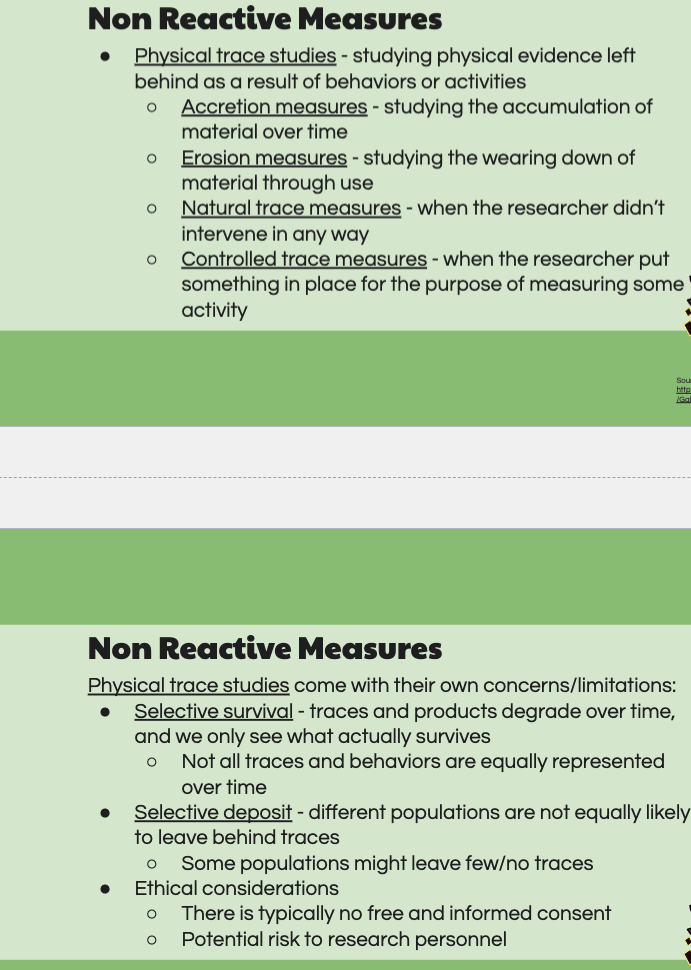 Non Reactive Measures
● Physical trace studies - studying physical evidence left
behind as a result of behaviors or activities
○ Accretion measures - studying the accumulation of
material over time
○ Erosion measures - studying the wearing down of
material through use
○ Natural trace measures - when the researcher didn't
intervene in any way
○ Controlled trace measures - when the researcher put
something in place for the purpose of measuring some
activity
Non Reactive Measures
Physical trace studies come with their own concerns/limitations:
● Selective survival - traces and products degrade over time,
and we only see what actually survives
○ Not all traces and behaviors are equally represented
over time
● Selective deposit - different populations are not equally likely
to leave behind traces
○ Some populations might leave few/no traces
● Ethical considerations
○ There is typically no free and informed consent
○ Potential risk to research personnel